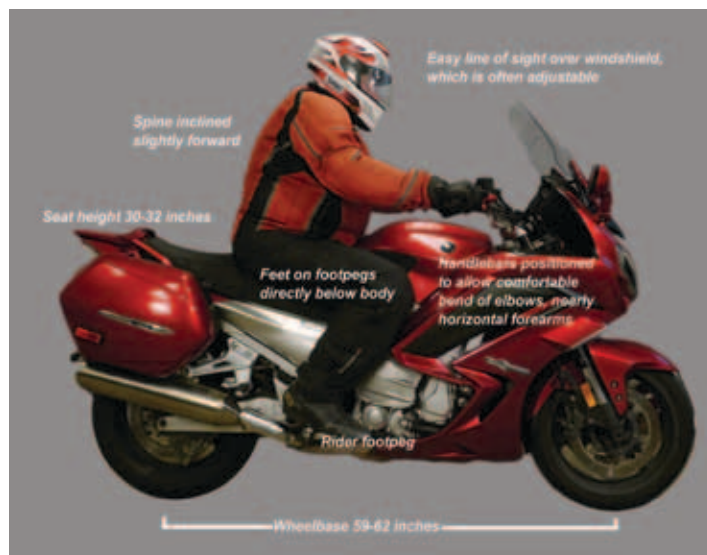 Easy line of sight over windshield,
which is often adjustable
Spine inclined
slightly forward
Seat height 30-32 inches
Feet on footpegs
directly below body
Handlebars positioned
to allow comfortable
bend of elbows, nearly
horizontal forearms
Rider footpeg
Wheelbase 59-62 inches